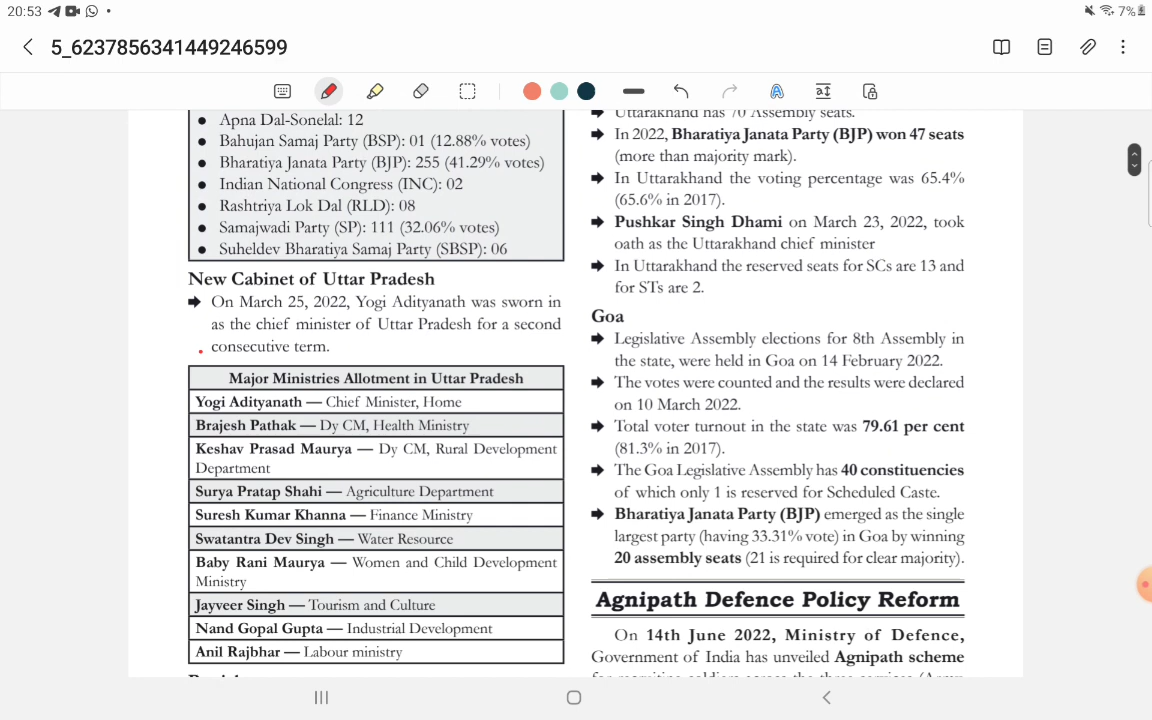 20:53
7%
5_6237856341449246599
Apna Dal-Sonelal: 12
Bahujan Samaj Party (BSP): 01 (12.88% votes)
Bharatiya Janata Party (BJP): 255 (41.29% votes)
Indian National Congress (INC): 02
Rashtriya Lok Dal (RLD): 08
Samajwadi Party (SP): 111 (32.06% votes)
Suheldev Bharatiya Samaj Party (SBSP): 06
New Cabinet of Uttar Pradesh
On March 25, 2022, Yogi Adityanath was sworn in
as the chief minister of Uttar Pradesh for a second
consecutive term.
Major Ministries Allotment in Uttar Pradesh
Yogi Adityanath — Chief Minister, Home
Brajesh Pathak — Dy CM, Health Ministry
Keshav Prasad Maurya — Dy CM, Rural Development
Department
Surya Pratap Shahi — Agriculture Department
Suresh Kumar Khanna — Finance Ministry
Swatantra Dev Singh — Water Resource
Baby Rani Maurya — Women and Child Development
Ministry
Jayveer Singh — Tourism and Culture
Nand Gopal Gupta — Industrial Development
Anil Rajbhar — Labour ministry
Uttarakhand has 70 Assembly seats.
In 2022, Bharatiya Janata Party (BJP) won 47 seats
(more than majority mark).
In Uttarakhand the voting percentage was 65.4%
(65.6% in 2017).
Pushkar Singh Dhami on March 23, 2022, took
oath as the Uttarakhand chief minister
In Uttarakhand the reserved seats for SCs are 13 and
for STs are 2.
Goa
Legislative Assembly elections for 8th Assembly in
the state, were held in Goa on 14 February 2022.
The votes were counted and the results were declared
on 10 March 2022.
Total voter turnout in the state was 79.61 per cent
(81.3% in 2017).
The Goa Legislative Assembly has 40 constituencies
of which only 1 is reserved for Scheduled Caste.
Bharatiya Janata Party (BJP) emerged as the single
largest party (having 33.31% vote) in Goa by winning
20 assembly seats (21 is required for clear majority).
Agnipath Defence Policy Reform
On 14th June 2022, Ministry of Defence,
Government of India has unveiled Agnipath scheme